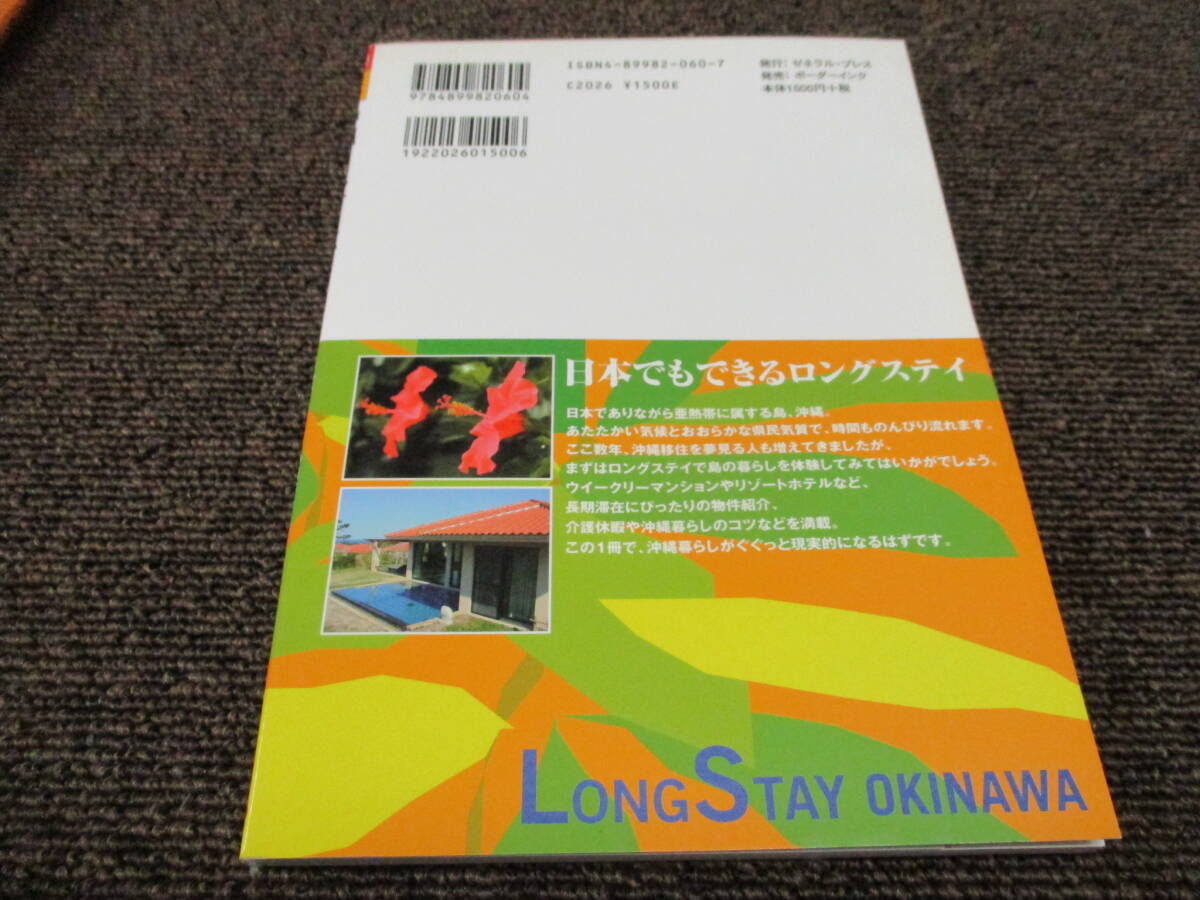 9784899820604
1922026015006
ISBN4-89982-060-7
C2026 ¥1500E
発行：ゼネラル・プレス
発売：ボーダーインク
本体1500円+税
日本でもできるロングステイ
日本でありながら亜熱帯に属する島、沖縄。
あたたかい気候とおおらかな県民気質で、時間ものんびり流れます。
ここ数年、沖縄移住を夢見る人も増えてきましたが、
まずはロングステイで島の暮らしを体験してみてはいかがでしょう。
ウイークリーマンションやリゾートホテルなど、
長期滞在にぴったりの物件紹介、
介護休暇や沖縄暮らしのコツなどを満載。
この1冊で、沖縄暮らしがぐぐっと現実的になるはずです。
LONG STAY OKINAWA